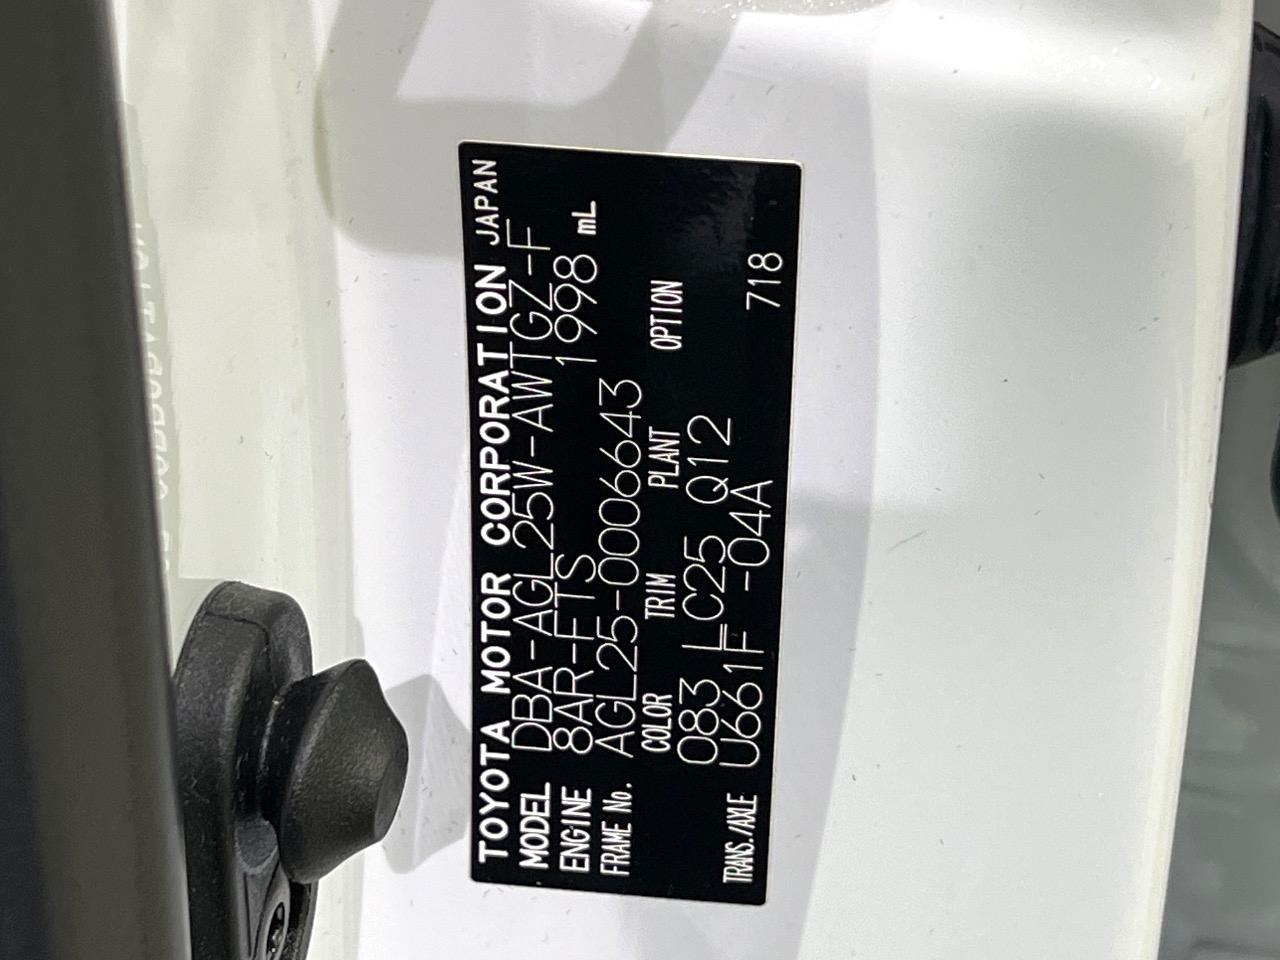 TOYOTA MOTOR CORPORATION JAPAN
MODEL DBA-AGL25W-AWTGZ-F
ENGINE 8AR-FTS 1998 mL
FRAME No. AGL25-0006643
COLOR TRIM PLANT OPTION
083 LC25 Q12
TRANS./AXLE U661F -04A 718